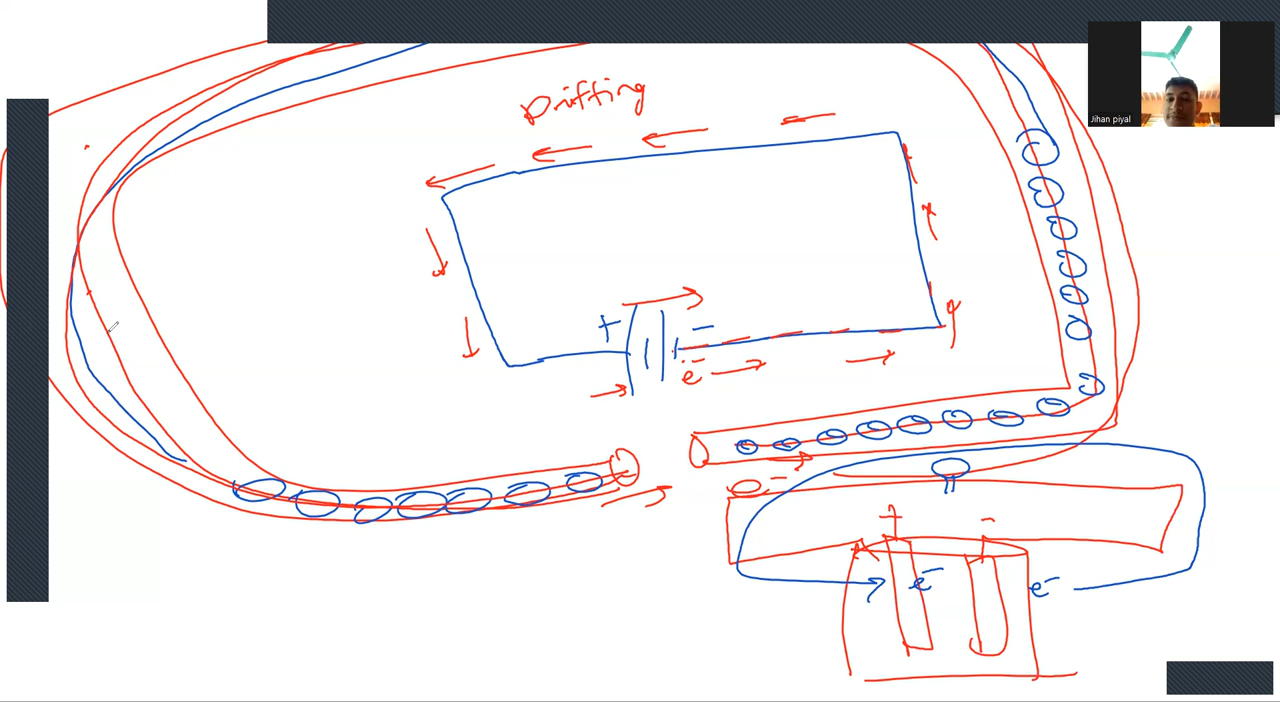 Jihan piyal
Drifting
+ -
e-
e-
+ -
e- e-